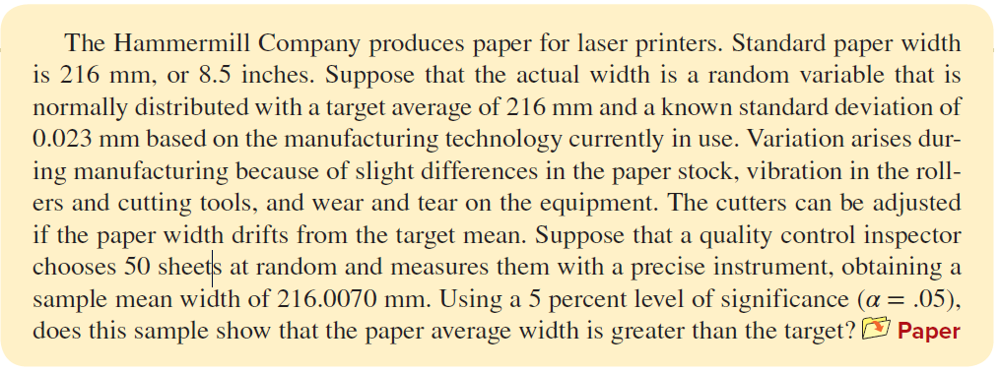 The Hammermill Company produces paper for laser printers. Standard paper width
is 216 mm, or 8.5 inches. Suppose that the actual width is a random variable that is
normally distributed with a target average of 216 mm and a known standard deviation of
0.023 mm based on the manufacturing technology currently in use. Variation arises dur-
ing manufacturing because of slight differences in the paper stock, vibration in the roll-
ers and cutting tools, and wear and tear on the equipment. The cutters can be adjusted
if the paper width drifts from the target mean. Suppose that a quality control inspector
chooses 50 sheets at random and measures them with a precise instrument, obtaining a
sample mean width of 216.0070 mm. Using a 5 percent level of significance (α = .05),
does this sample show that the paper average width is greater than the target? Paper